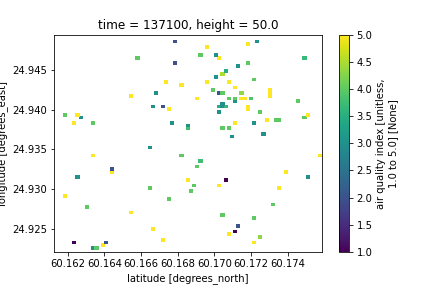 time = 137100, height = 50.0
longitude [degrees_east]
24.945
24.940
24.935
24.930
24.925
60.162 60.164 60.166 60.168 60.170 60.172 60.174
latitude [degrees_north]
5.0
4.5
4.0
3.5
3.0
2.5
2.0
1.5
1.0
air quality index [unitless,
1.0 to 5.0] [None]